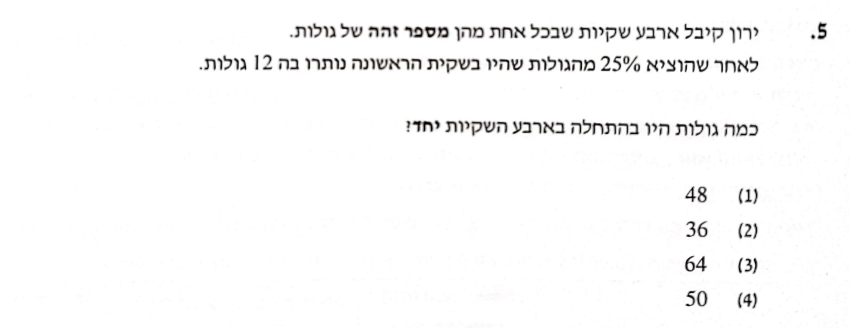 5. ירון קיבל ארבע שקיות שבכל אחת מהן מספר זהה של גולות.
לאחר שהוציא 25% מהגולות שהיו בשקית הראשונה נותרו בה 12 גולות.
כמה גולות היו בהתחלה בארבע השקיות יחד?
(1) 48
(2) 36
(3) 64
(4) 50